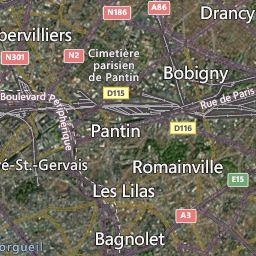 N186
A86
Drancy
bervilliers
N2
Cimetière
parisien
de Pantin
N301
Bobigny
D115
Boulevard Périphérique
Rue de Paris
Pantin
D116
é-St.-Gervais
Romainville
Les Lilas
E15
A3
Bagnolet
orgueil